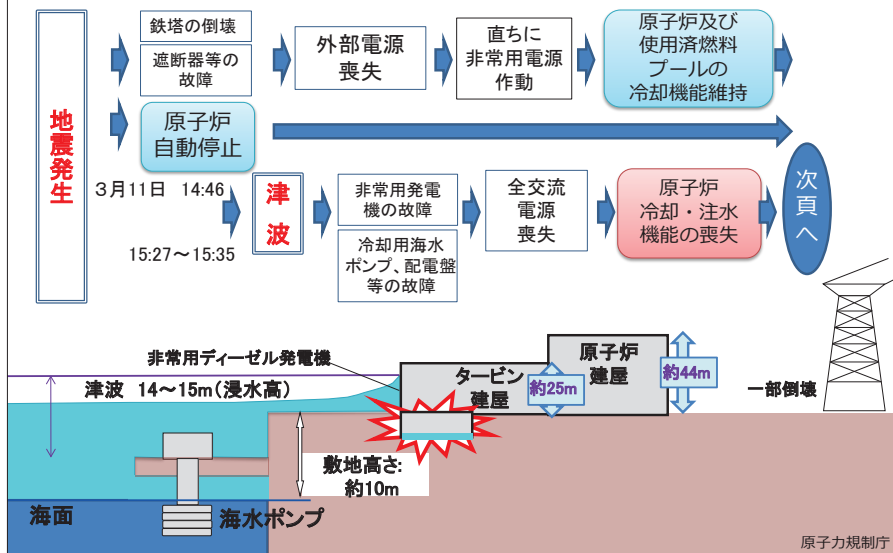 地震発生
鉄塔の倒壊
遮断器等の
故障
外部電源
喪失
直ちに
非常用電源
作動
原子炉及び
使用済燃料
プールの
冷却機能維持
原子炉
自動停止
3月11日 14:46
15:27～15:35
津
波
非常用発電
機の故障
冷却用海水
ポンプ、配電盤
等の故障
全交流
電源
喪失
原子炉
冷却・注水
機能の喪失
次頁へ
非常用ディーゼル発電機
津波 14～15m(浸水高)
タービン
建屋
約25m
原子炉
建屋
約44m
一部倒壊
敷地高さ:
約10m
海面
海水ポンプ
原子力規制庁